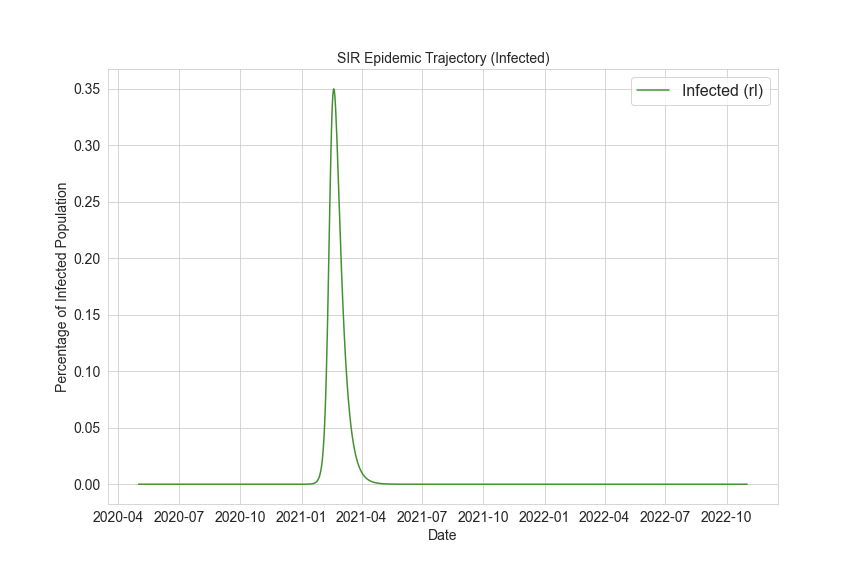 SIR Epidemic Trajectory (Infected)
Infected (rI)
Percentage of Infected Population
0.35
0.30
0.25
0.20
0.15
0.10
0.05
0.00
2020-04 2020-07 2020-10 2021-01 2021-04 2021-07 2021-10 2022-01 2022-04 2022-07 2022-10
Date